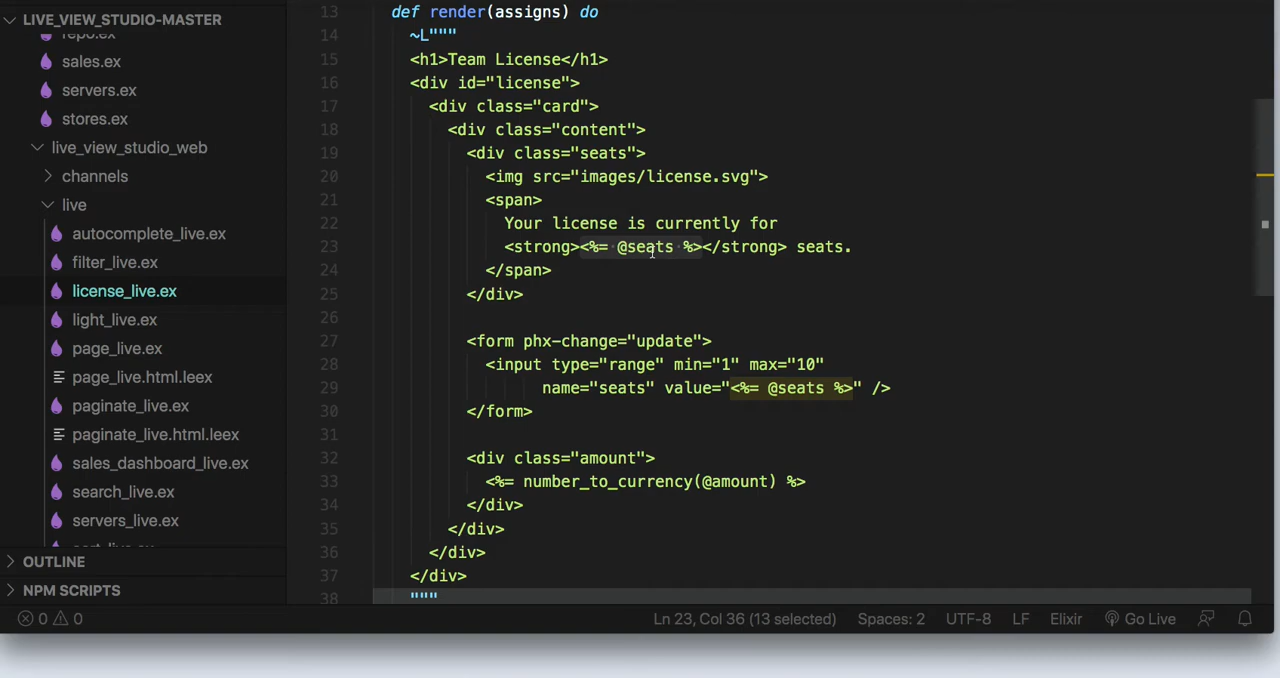 LIVE_VIEW_STUDIO-MASTER
repo.ex
sales.ex
servers.ex
stores.ex
live_view_studio_web
channels
live
autocomplete_live.ex
filter_live.ex
license_live.ex
light_live.ex
page_live.ex
page_live.html.leex
paginate_live.ex
paginate_live.html.leex
sales_dashboard_live.ex
search_live.ex
servers_live.ex
OUTLINE
NPM SCRIPTS
13 def render(assigns) do
14 ~L"""
15 <h1>Team License</h1>
16 <div id="license">
17 <div class="card">
18 <div class="content">
19 <div class="seats">
20 <img src="images/license.svg">
21 <span>
22 Your license is currently for
23 <strong><%= @seats %></strong> seats.
24 </span>
25 </div>
26
27 <form phx-change="update">
28 <input type="range" min="1" max="10"
29 name="seats" value="<%= @seats %>" />
30 </form>
31
32 <div class="amount">
33 <%= number_to_currency(@amount) %>
34 </div>
35 </div>
36 </div>
37 </div>
38 """
0 0 Ln 23, Col 36 (13 selected) Spaces: 2 UTF-8 LF Elixir Go Live